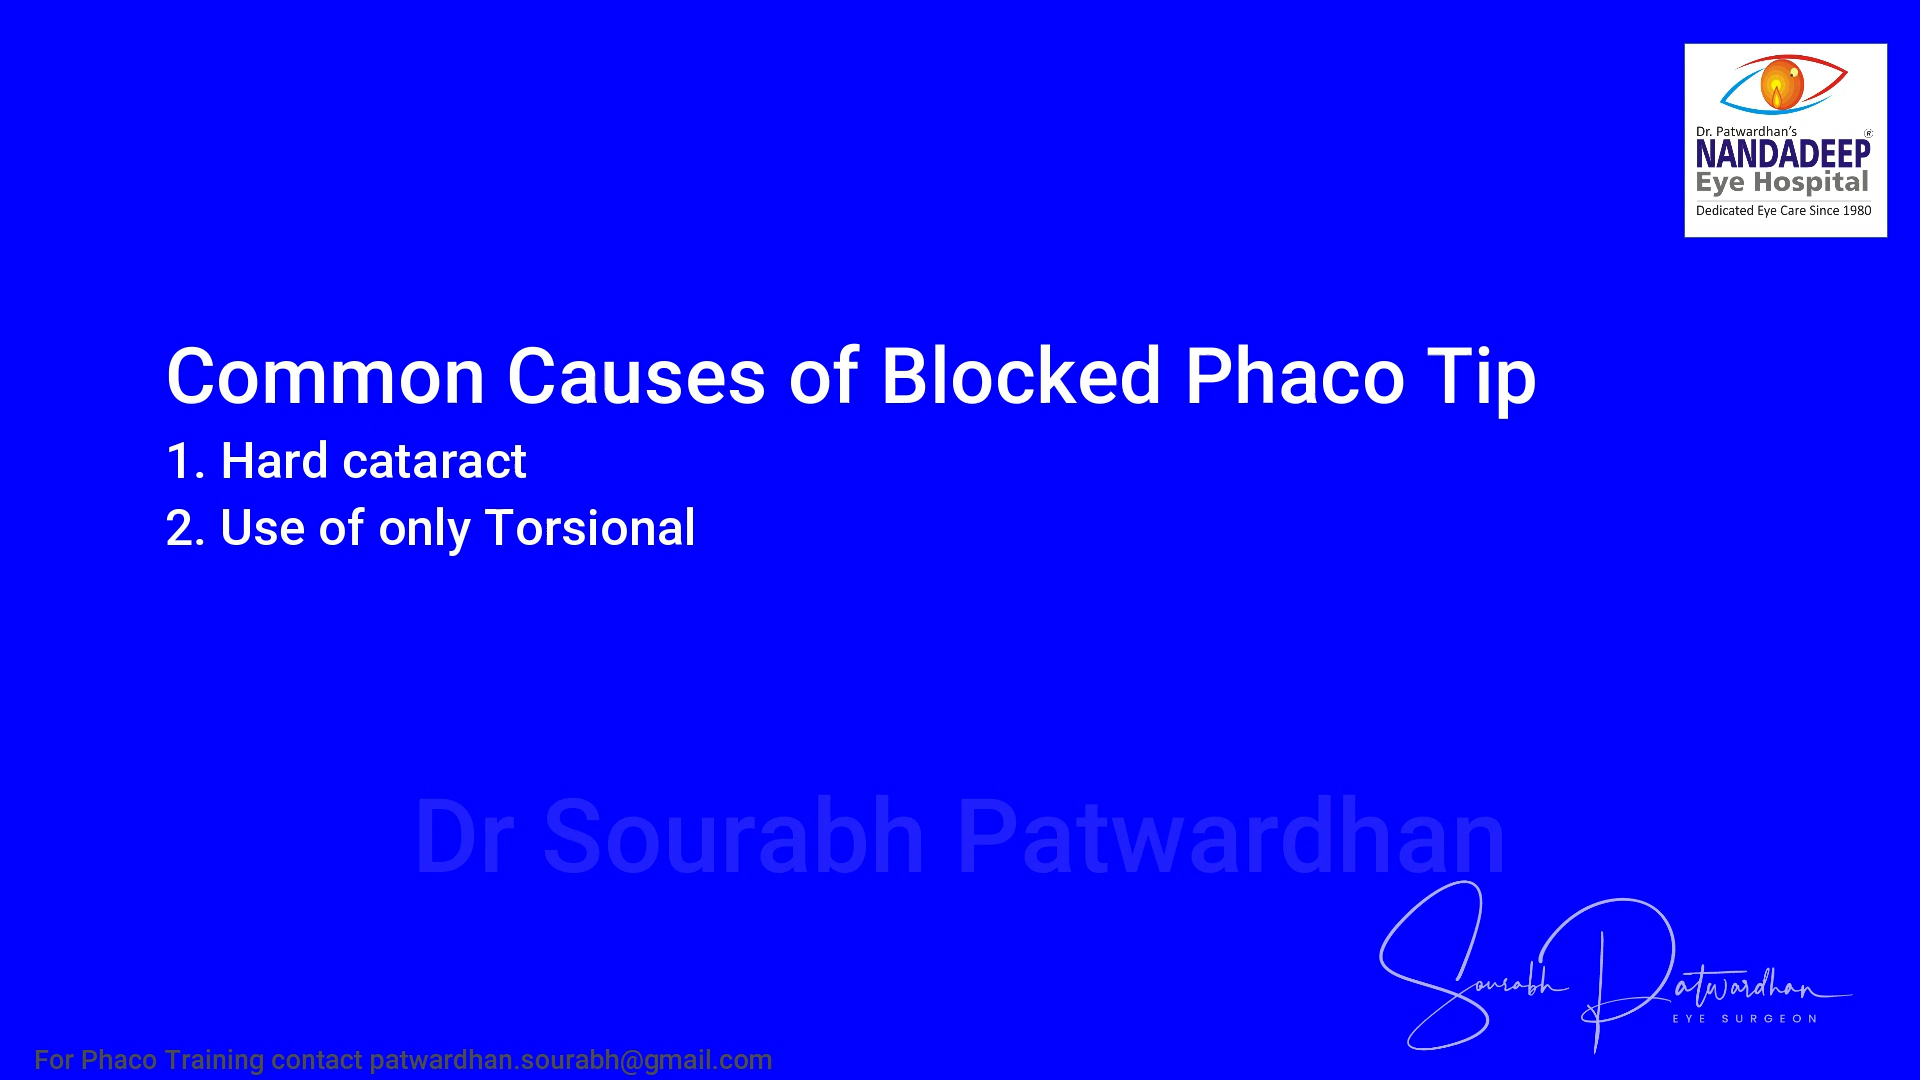 Dr. Patwardhan's
NANDADEEP®
Eye Hospital
Dedicated Eye Care Since 1980
Common Causes of Blocked Phaco Tip
1. Hard cataract
2. Use of only Torsional
Dr Sourabh Patwardhan
Sourabh Patwardhan
EYE SURGEON
For Phaco Training contact patwardhan.sourabh@gmail.com